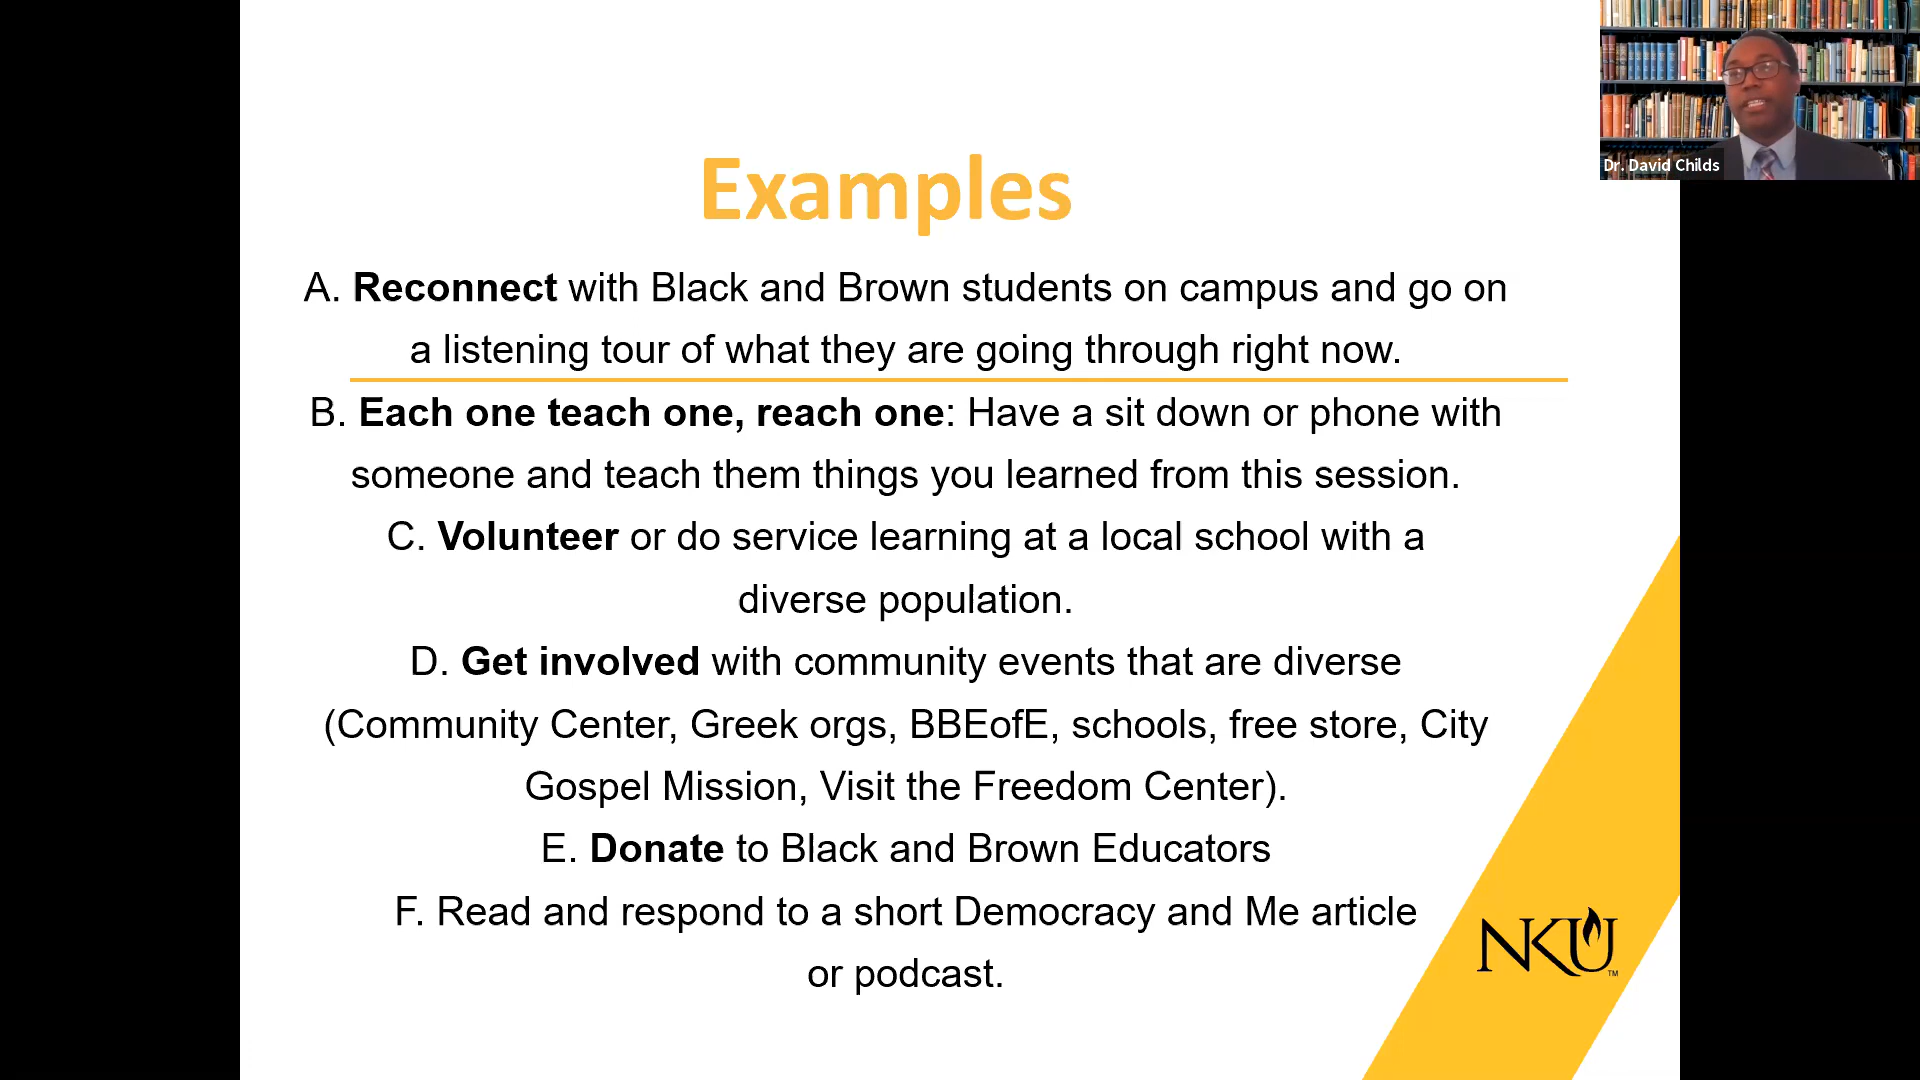 Dr. David Childs
Examples
A. Reconnect with Black and Brown students on campus and go on
a listening tour of what they are going through right now.
B. Each one teach one, reach one: Have a sit down or phone with
someone and teach them things you learned from this session.
C. Volunteer or do service learning at a local school with a
diverse population.
D. Get involved with community events that are diverse
(Community Center, Greek orgs, BBEofE, schools, free store, City
Gospel Mission, Visit the Freedom Center).
E. Donate to Black and Brown Educators
F. Read and respond to a short Democracy and Me article
or podcast.
NKU TM